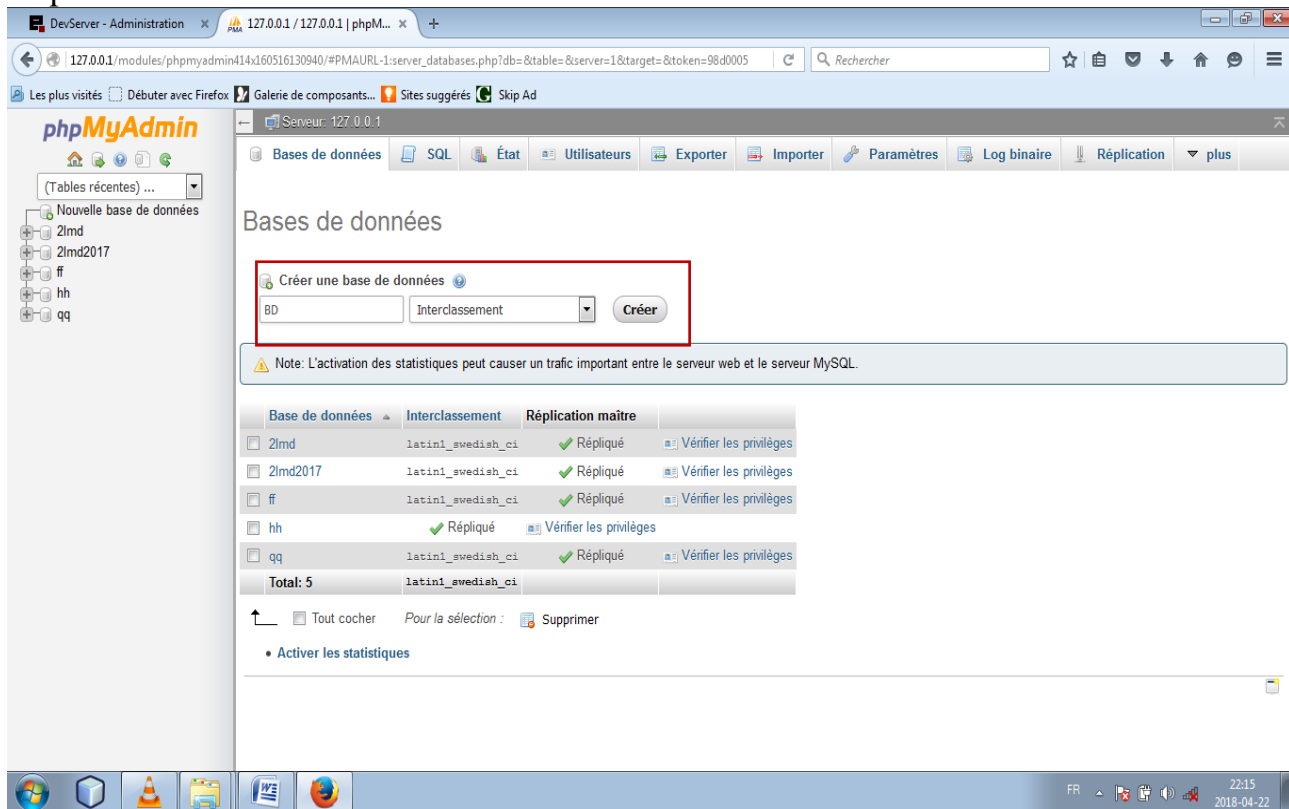 DevServer - Administration × PMA 127.0.0.1 / 127.0.0.1 | phpM... × +
127.0.0.1/modules/phpmyadmin414x160516130940/#PMAURL-1:server_databases.php?db=&table=&server=1&target=&token=98d0005 Rechercher
Les plus visités Débuter avec Firefox Galerie de composants... Sites suggérés Skip Ad
phpMyAdmin
(Tables récentes) ...
Nouvelle base de données
2lmd
2lmd2017
ff
hh
qq
← Serveur: 127.0.0.1
Bases de données SQL État Utilisateurs Exporter Importer Paramètres Log binaire Réplication plus
Bases de données
Créer une base de données
BD Interclassement Créer
Note: L'activation des statistiques peut causer un trafic important entre le serveur web et le serveur MySQL.
Base de données Interclassement Réplication maître
2lmd latin1_swedish_ci Répliqué Vérifier les privilèges
2lmd2017 latin1_swedish_ci Répliqué Vérifier les privilèges
ff latin1_swedish_ci Répliqué Vérifier les privilèges
hh Répliqué Vérifier les privilèges
qq latin1_swedish_ci Répliqué Vérifier les privilèges
Total: 5 latin1_swedish_ci
Tout cocher Pour la sélection : Supprimer
• Activer les statistiques
FR 22:15
2018-04-22